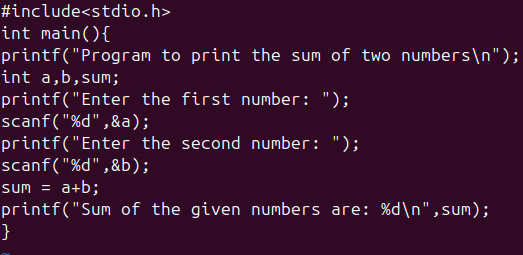 #include<stdio.h>
int main(){
printf("Program to print the sum of two numbers\n");
int a,b,sum;
printf("Enter the first number: ");
scanf("%d",&a);
printf("Enter the second number: ");
scanf("%d",&b);
sum = a+b;
printf("Sum of the given numbers are: %d\n",sum);
}
~